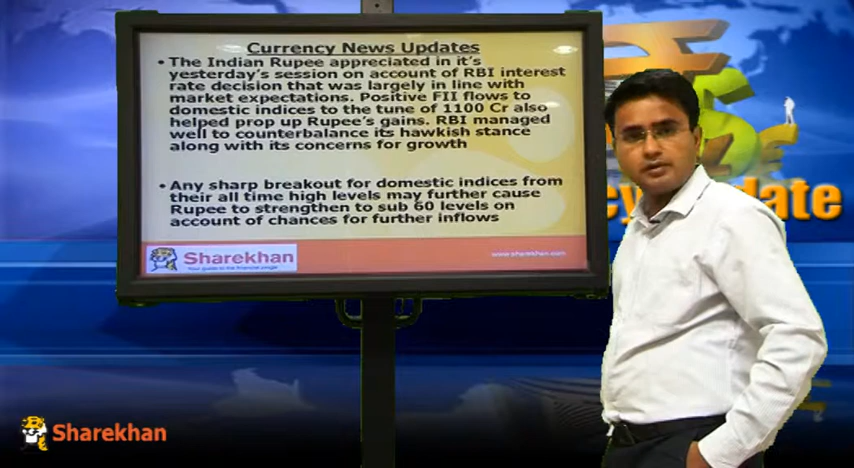 Currency News Updates
• The Indian Rupee appreciated in it's
yesterday's session on account of RBI interest
rate decision that was largely in line with
market expectations. Positive FII flows to
domestic indices to the tune of 1100 Cr also
helped prop up Rupee's gains. RBI managed
well to counterbalance its hawkish stance
along with its concerns for growth
• Any sharp breakout for domestic indices from
their all time high levels may further cause
Rupee to strengthen to sub 60 levels on
account of chances for further inflows
Sharekhan
Your guide to the financial jungle
www.sharekhan.com
cy
date
Sharekhan